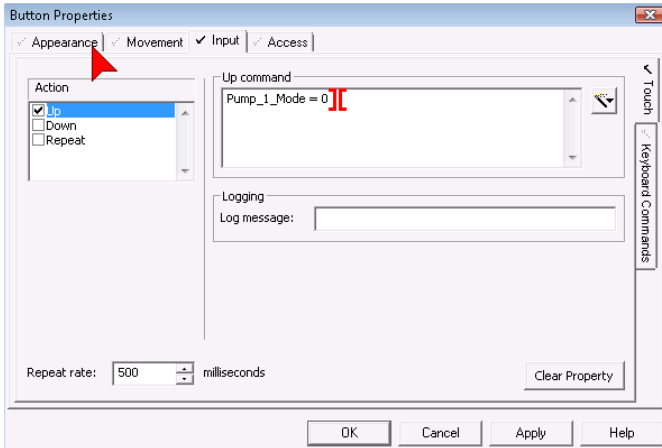 Button Properties
Appearance Movement Input Access
Action
Up
Down
Repeat
Up command
Pump_1_Mode = 0
Logging
Log message:
Touch
Keyboard Commands
Repeat rate: 500 milliseconds
Clear Property
OK Cancel Apply Help